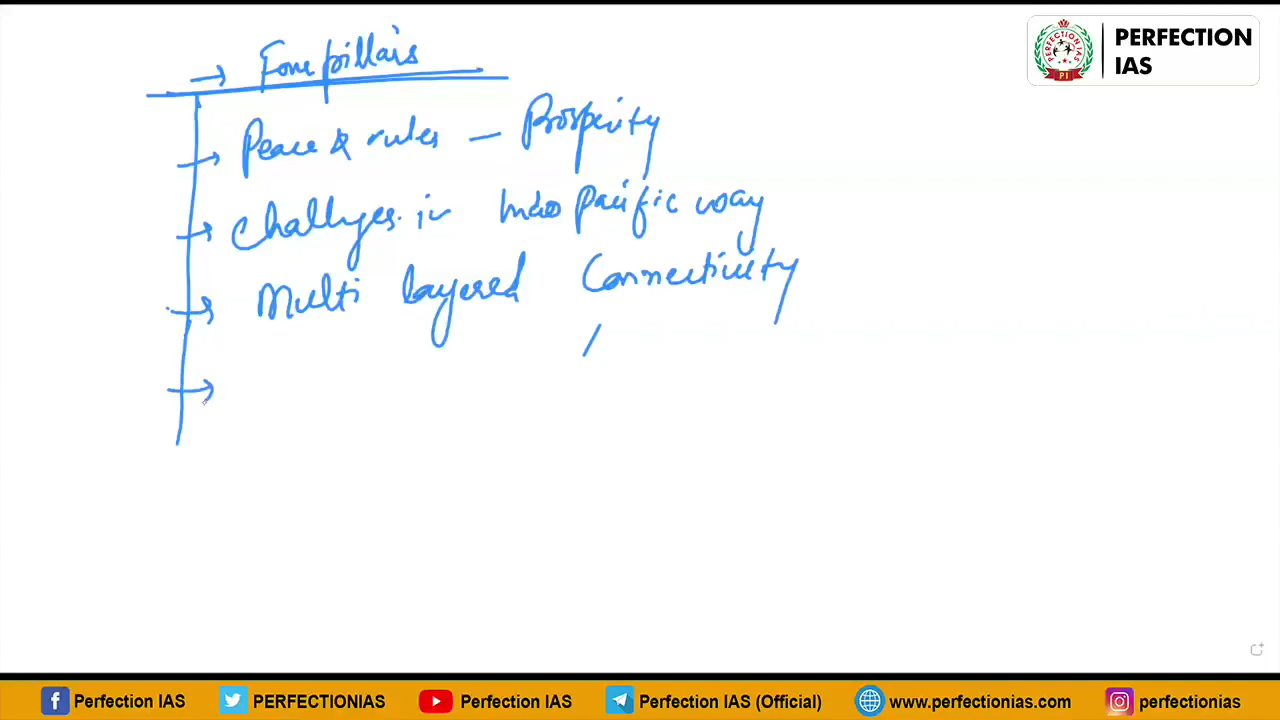 PERFECTION
IAS
→ Four pillars
→ Peace & rules – Prosperity
→ Challenges in Indo Pacific way
→ Multi layered Connectivity
→
Perfection IAS
PERFECTIONIAS
Perfection IAS
Perfection IAS (Official)
www.perfectionias.com
perfectionias